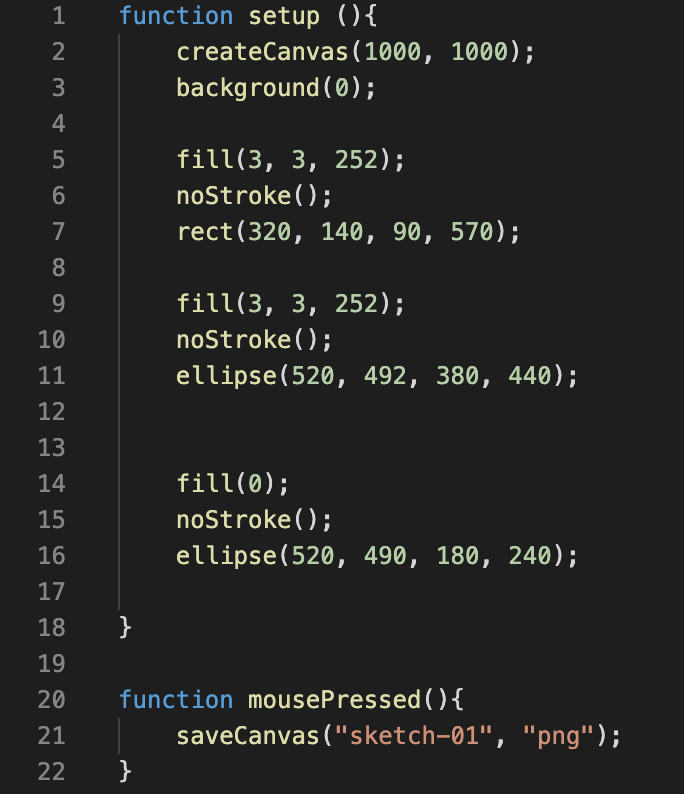 1 function setup (){
2 createCanvas(1000, 1000);
3 background(0);
4
5 fill(3, 3, 252);
6 noStroke();
7 rect(320, 140, 90, 570);
8
9 fill(3, 3, 252);
10 noStroke();
11 ellipse(520, 492, 380, 440);
12
13
14 fill(0);
15 noStroke();
16 ellipse(520, 490, 180, 240);
17
18 }
19
20 function mousePressed(){
21 saveCanvas("sketch-01", "png");
22 }